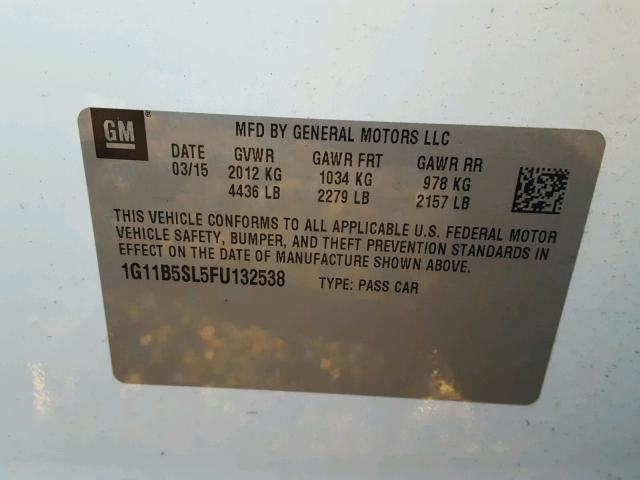 GM ®
MFD BY GENERAL MOTORS LLC
DATE GVWR GAWR FRT GAWR RR
03/15 2012 KG 1034 KG 978 KG
4436 LB 2279 LB 2157 LB
THIS VEHICLE CONFORMS TO ALL APPLICABLE U.S. FEDERAL MOTOR
VEHICLE SAFETY, BUMPER, AND THEFT PREVENTION STANDARDS IN
EFFECT ON THE DATE OF MANUFACTURE SHOWN ABOVE.
1G11B5SL5FU132538 TYPE: PASS CAR